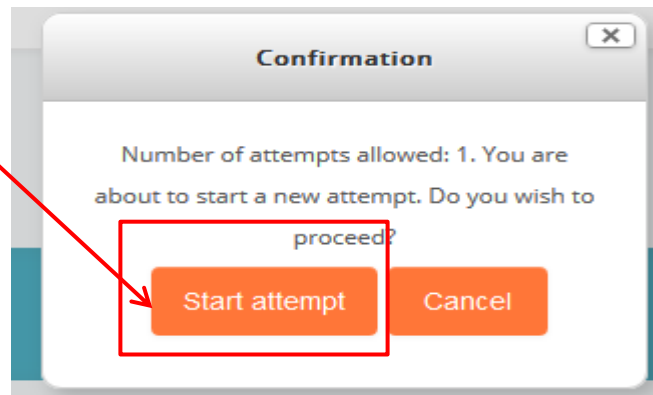 Confirmation
Number of attempts allowed: 1. You are
about to start a new attempt. Do you wish to
proceed?
Start attempt Cancel